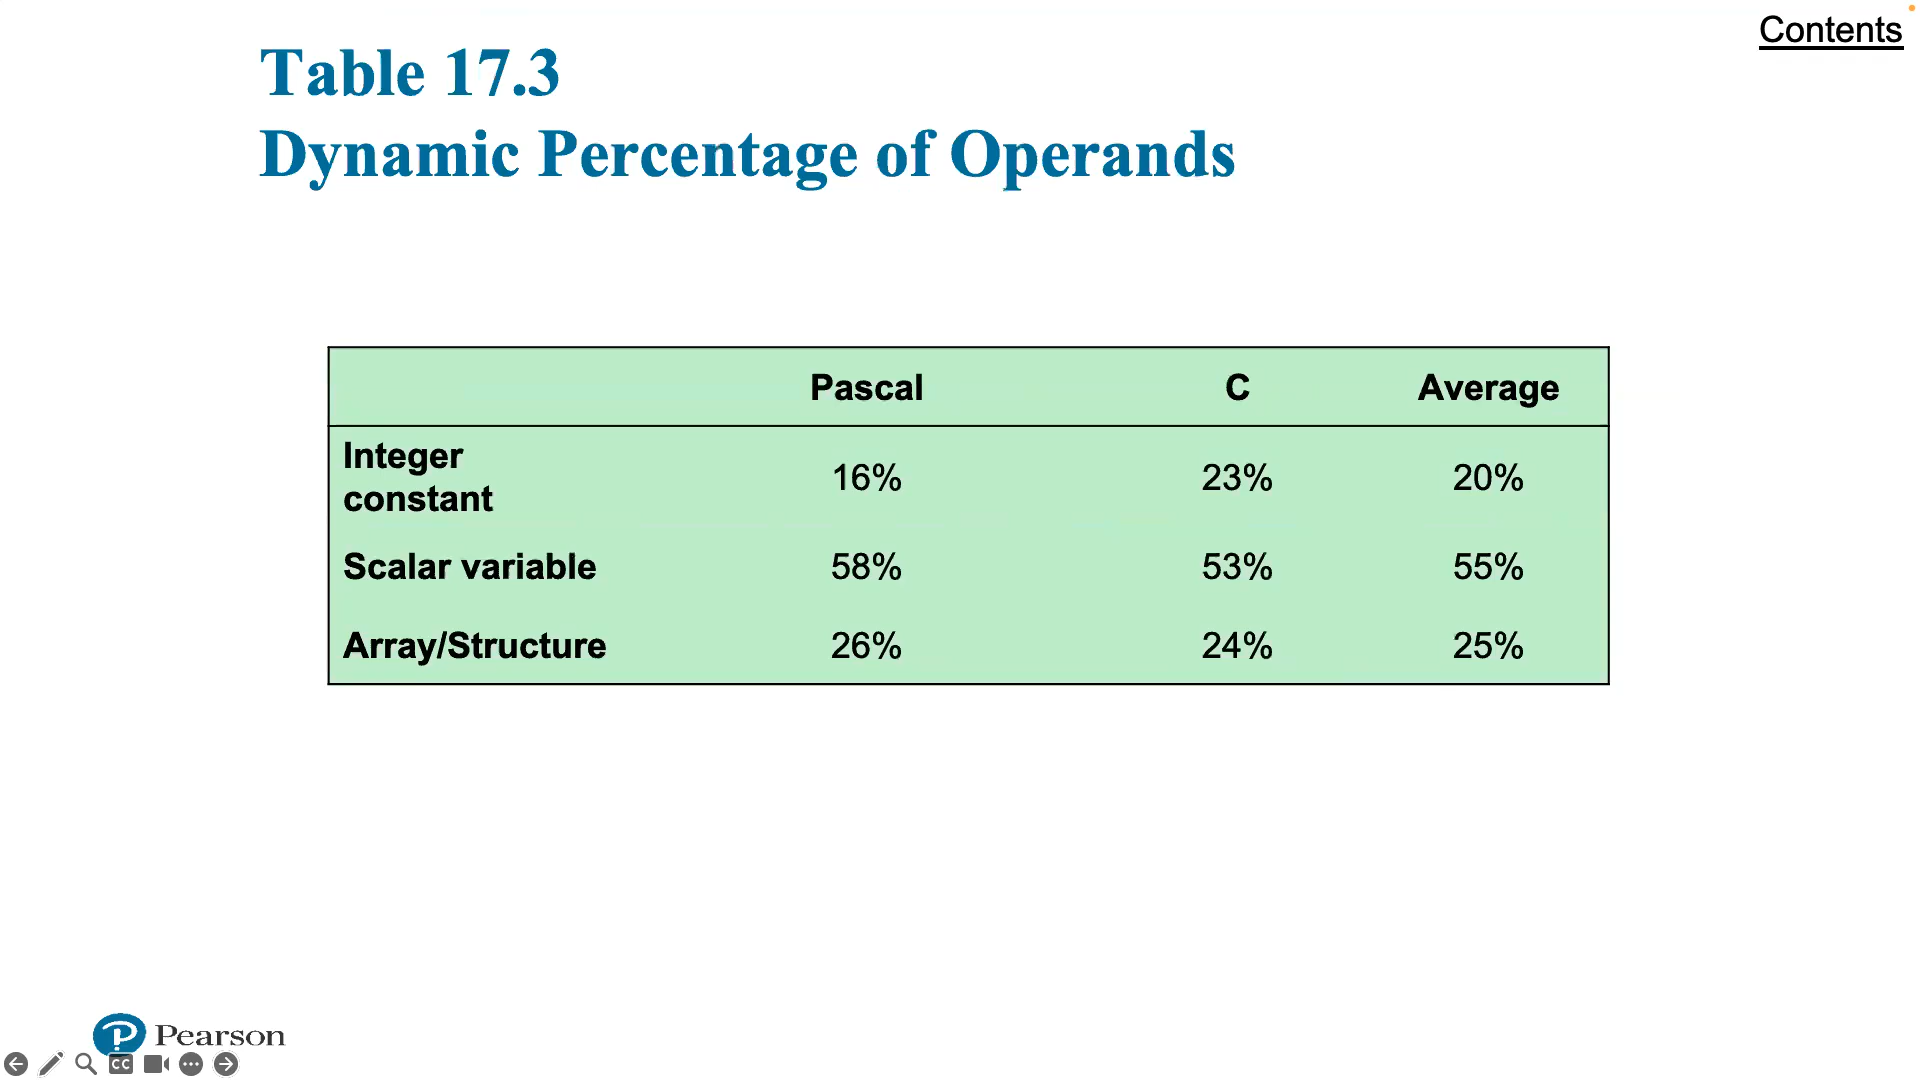 Contents
Table 17.3
Dynamic Percentage of Operands
Pascal C Average
Integer
constant 16% 23% 20%
Scalar variable 58% 53% 55%
Array/Structure 26% 24% 25%
Pearson
CC